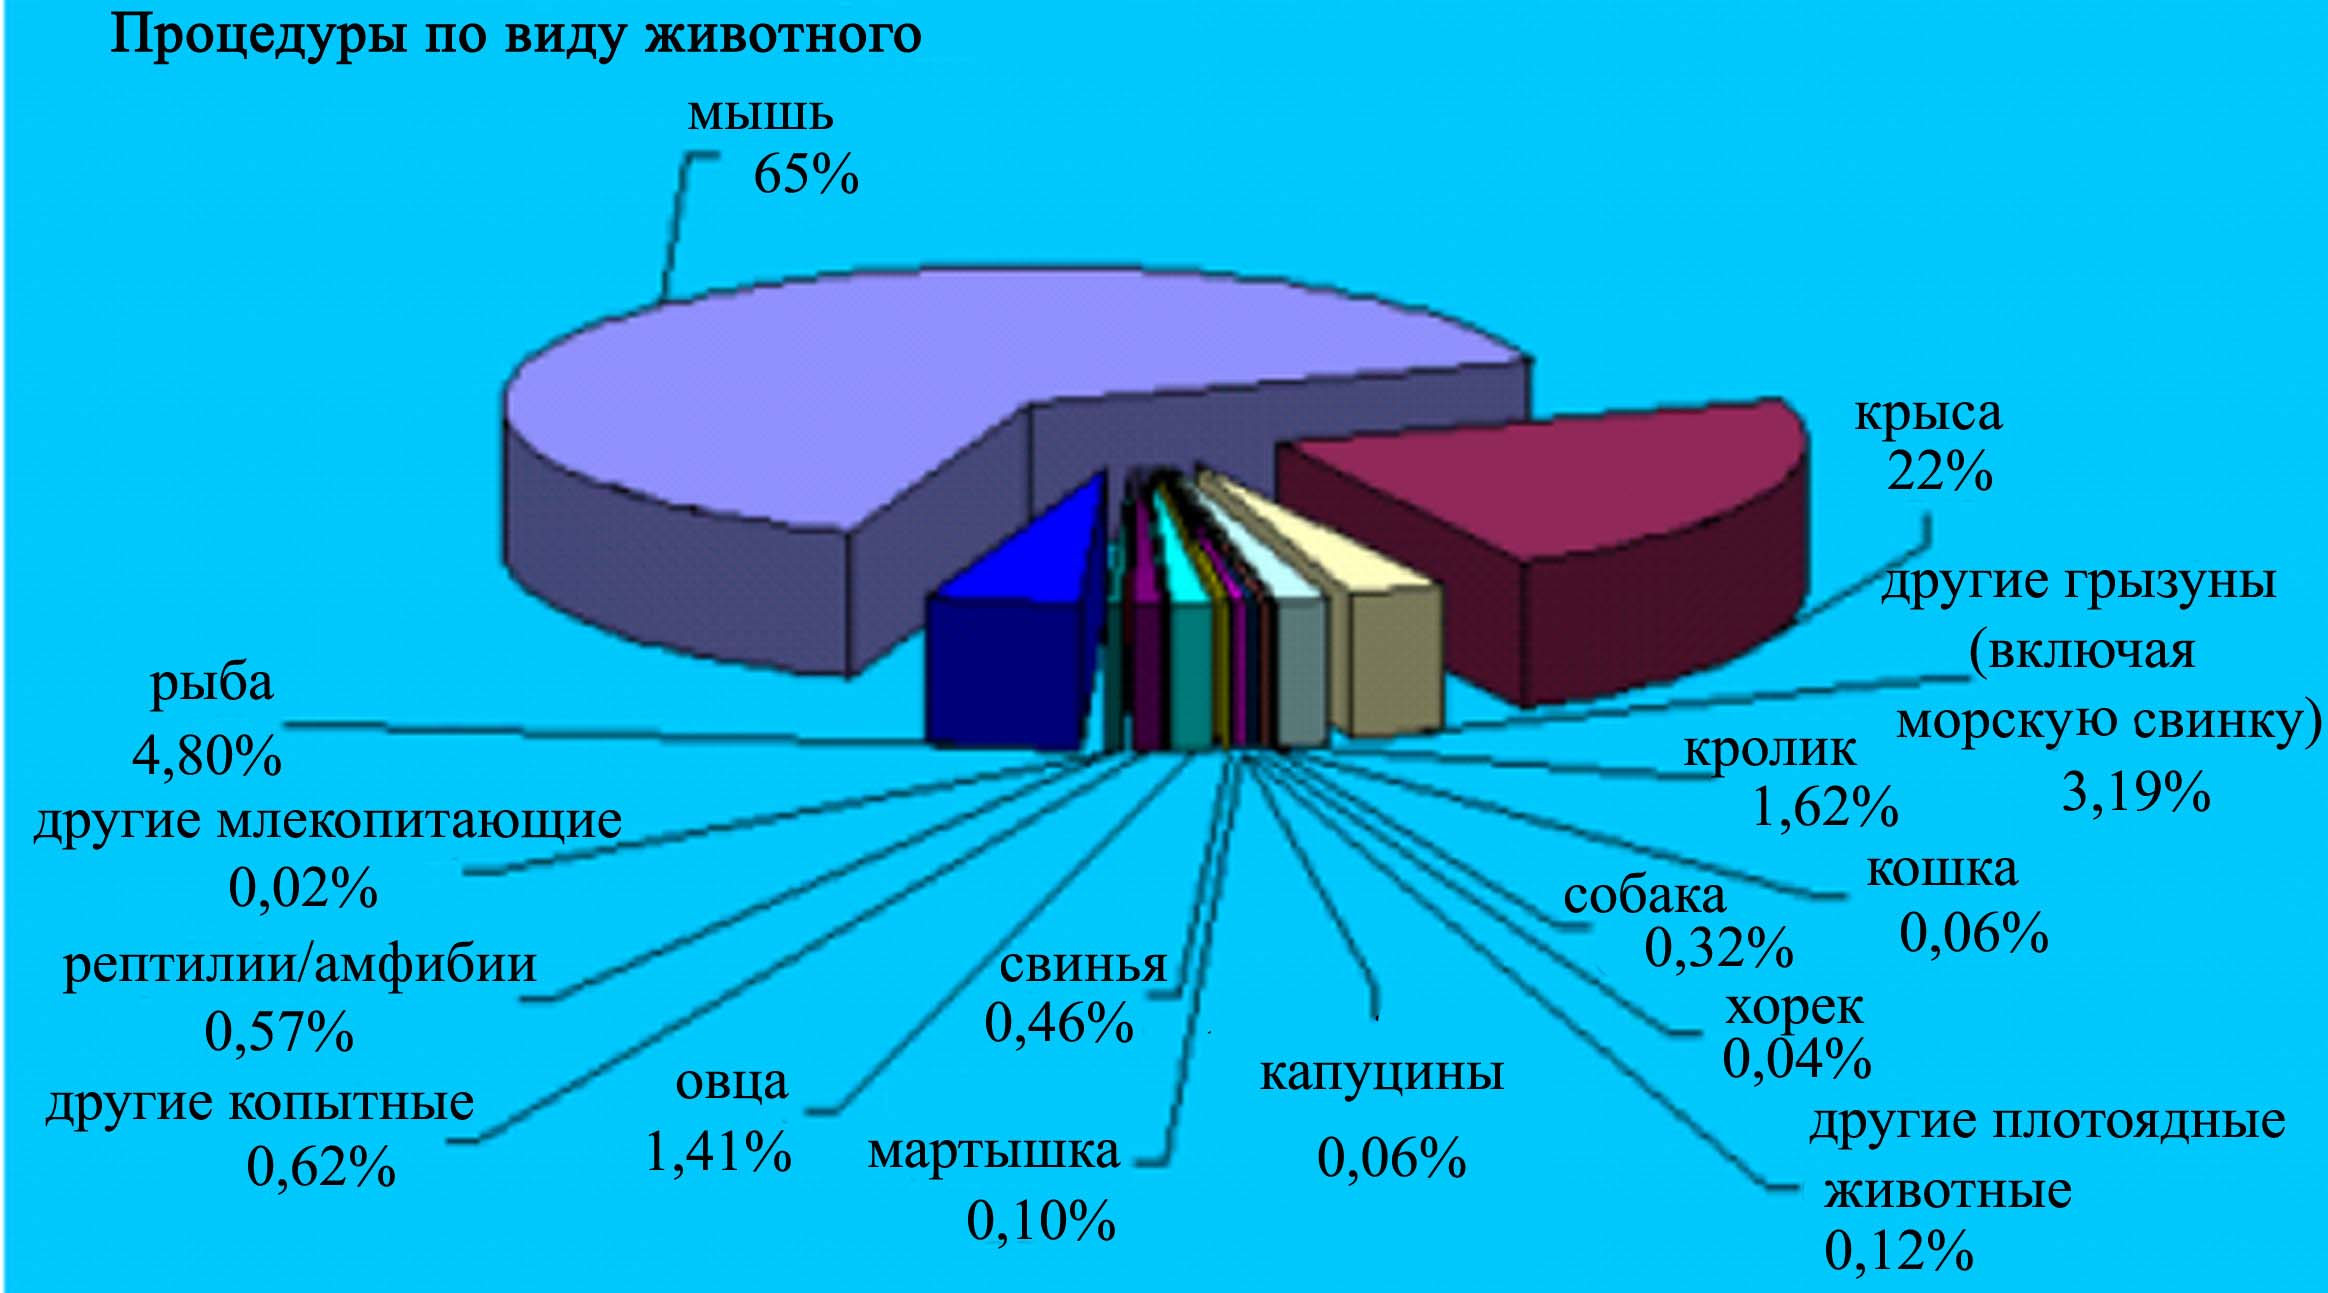 Процедуры по виду животного
мышь
65%
крыса
22%
другие грызуны
(включая
морскую свинку)
3,19%
кролик
1,62%
кошка
0,06%
собака
0,32%
хорек
0,04%
другие плотоядные
животные
0,12%
капуцины
0,06%
мартышка
0,10%
свинья
0,46%
овца
1,41%
другие копытные
0,62%
рептилии/амфибии
0,57%
другие млекопитающие
0,02%
рыба
4,80%